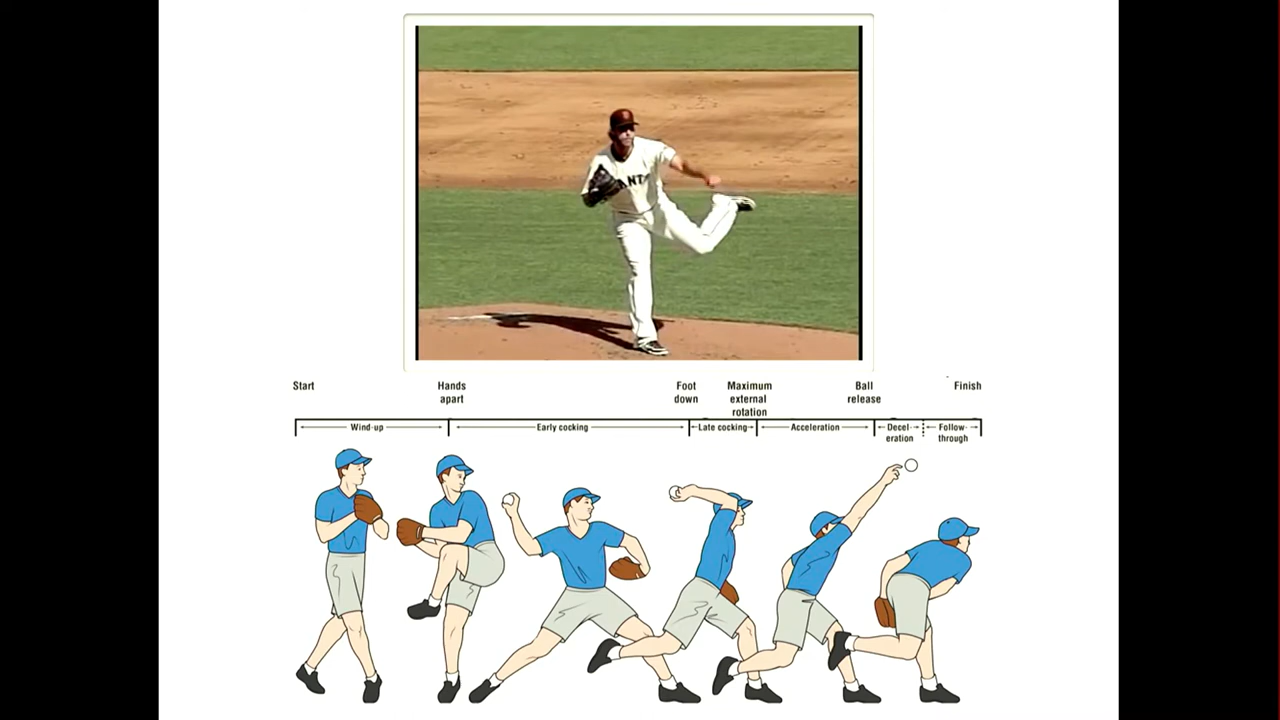 ANT
Start
Hands
apart
Foot
down
Maximum
external
rotation
Ball
release
Finish
Wind-up
Early cocking
Late cocking
Acceleration
Decel-
eration
Follow-
through